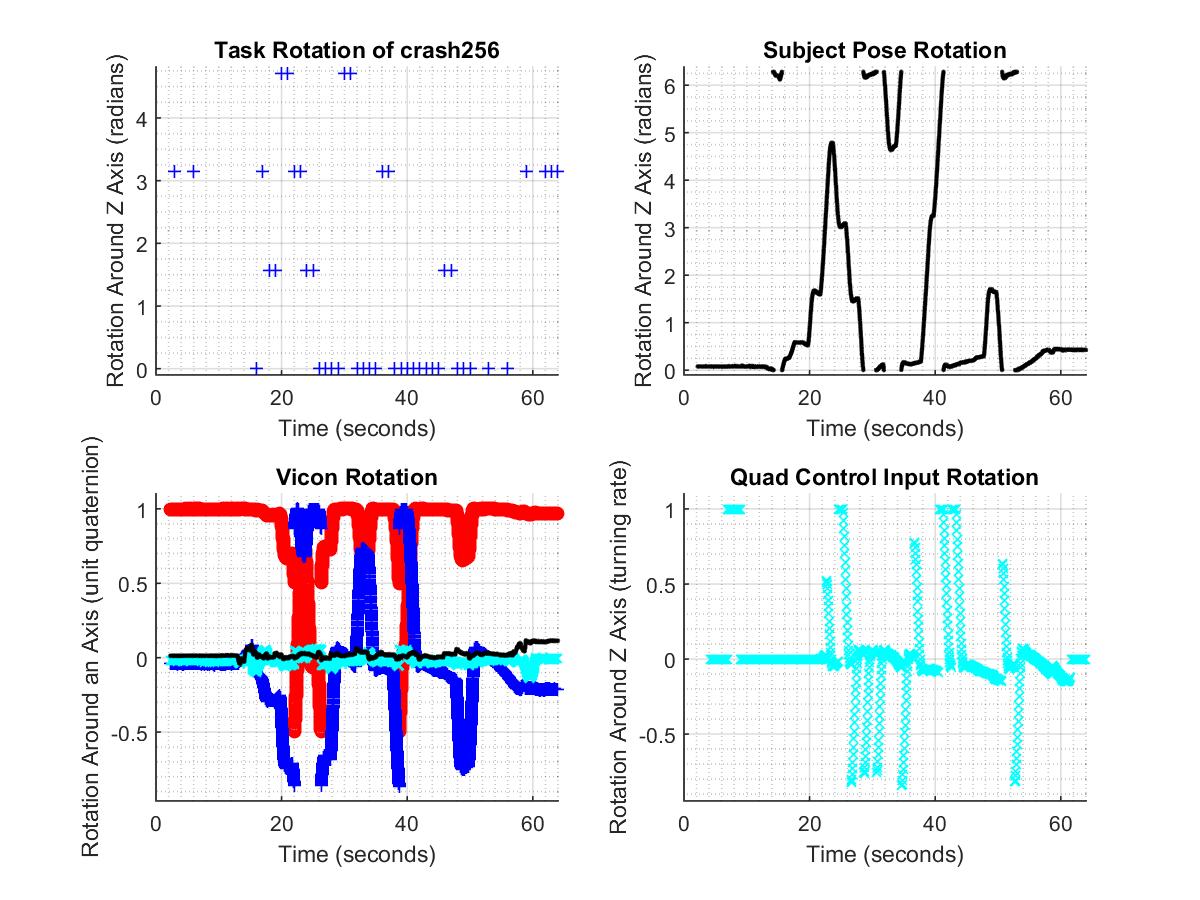 Task Rotation of crash256
Rotation Around Z Axis (radians)
4
3
2
1
0
0 20 40 60
Time (seconds)
Subject Pose Rotation
Rotation Around Z Axis (radians)
6
5
4
3
2
1
0
0 20 40 60
Time (seconds)
Vicon Rotation
Rotation Around an Axis (unit quaternion)
1
0.5
0
-0.5
0 20 40 60
Time (seconds)
Quad Control Input Rotation
Rotation Around Z Axis (turning rate)
1
0.5
0
-0.5
0 20 40 60
Time (seconds)